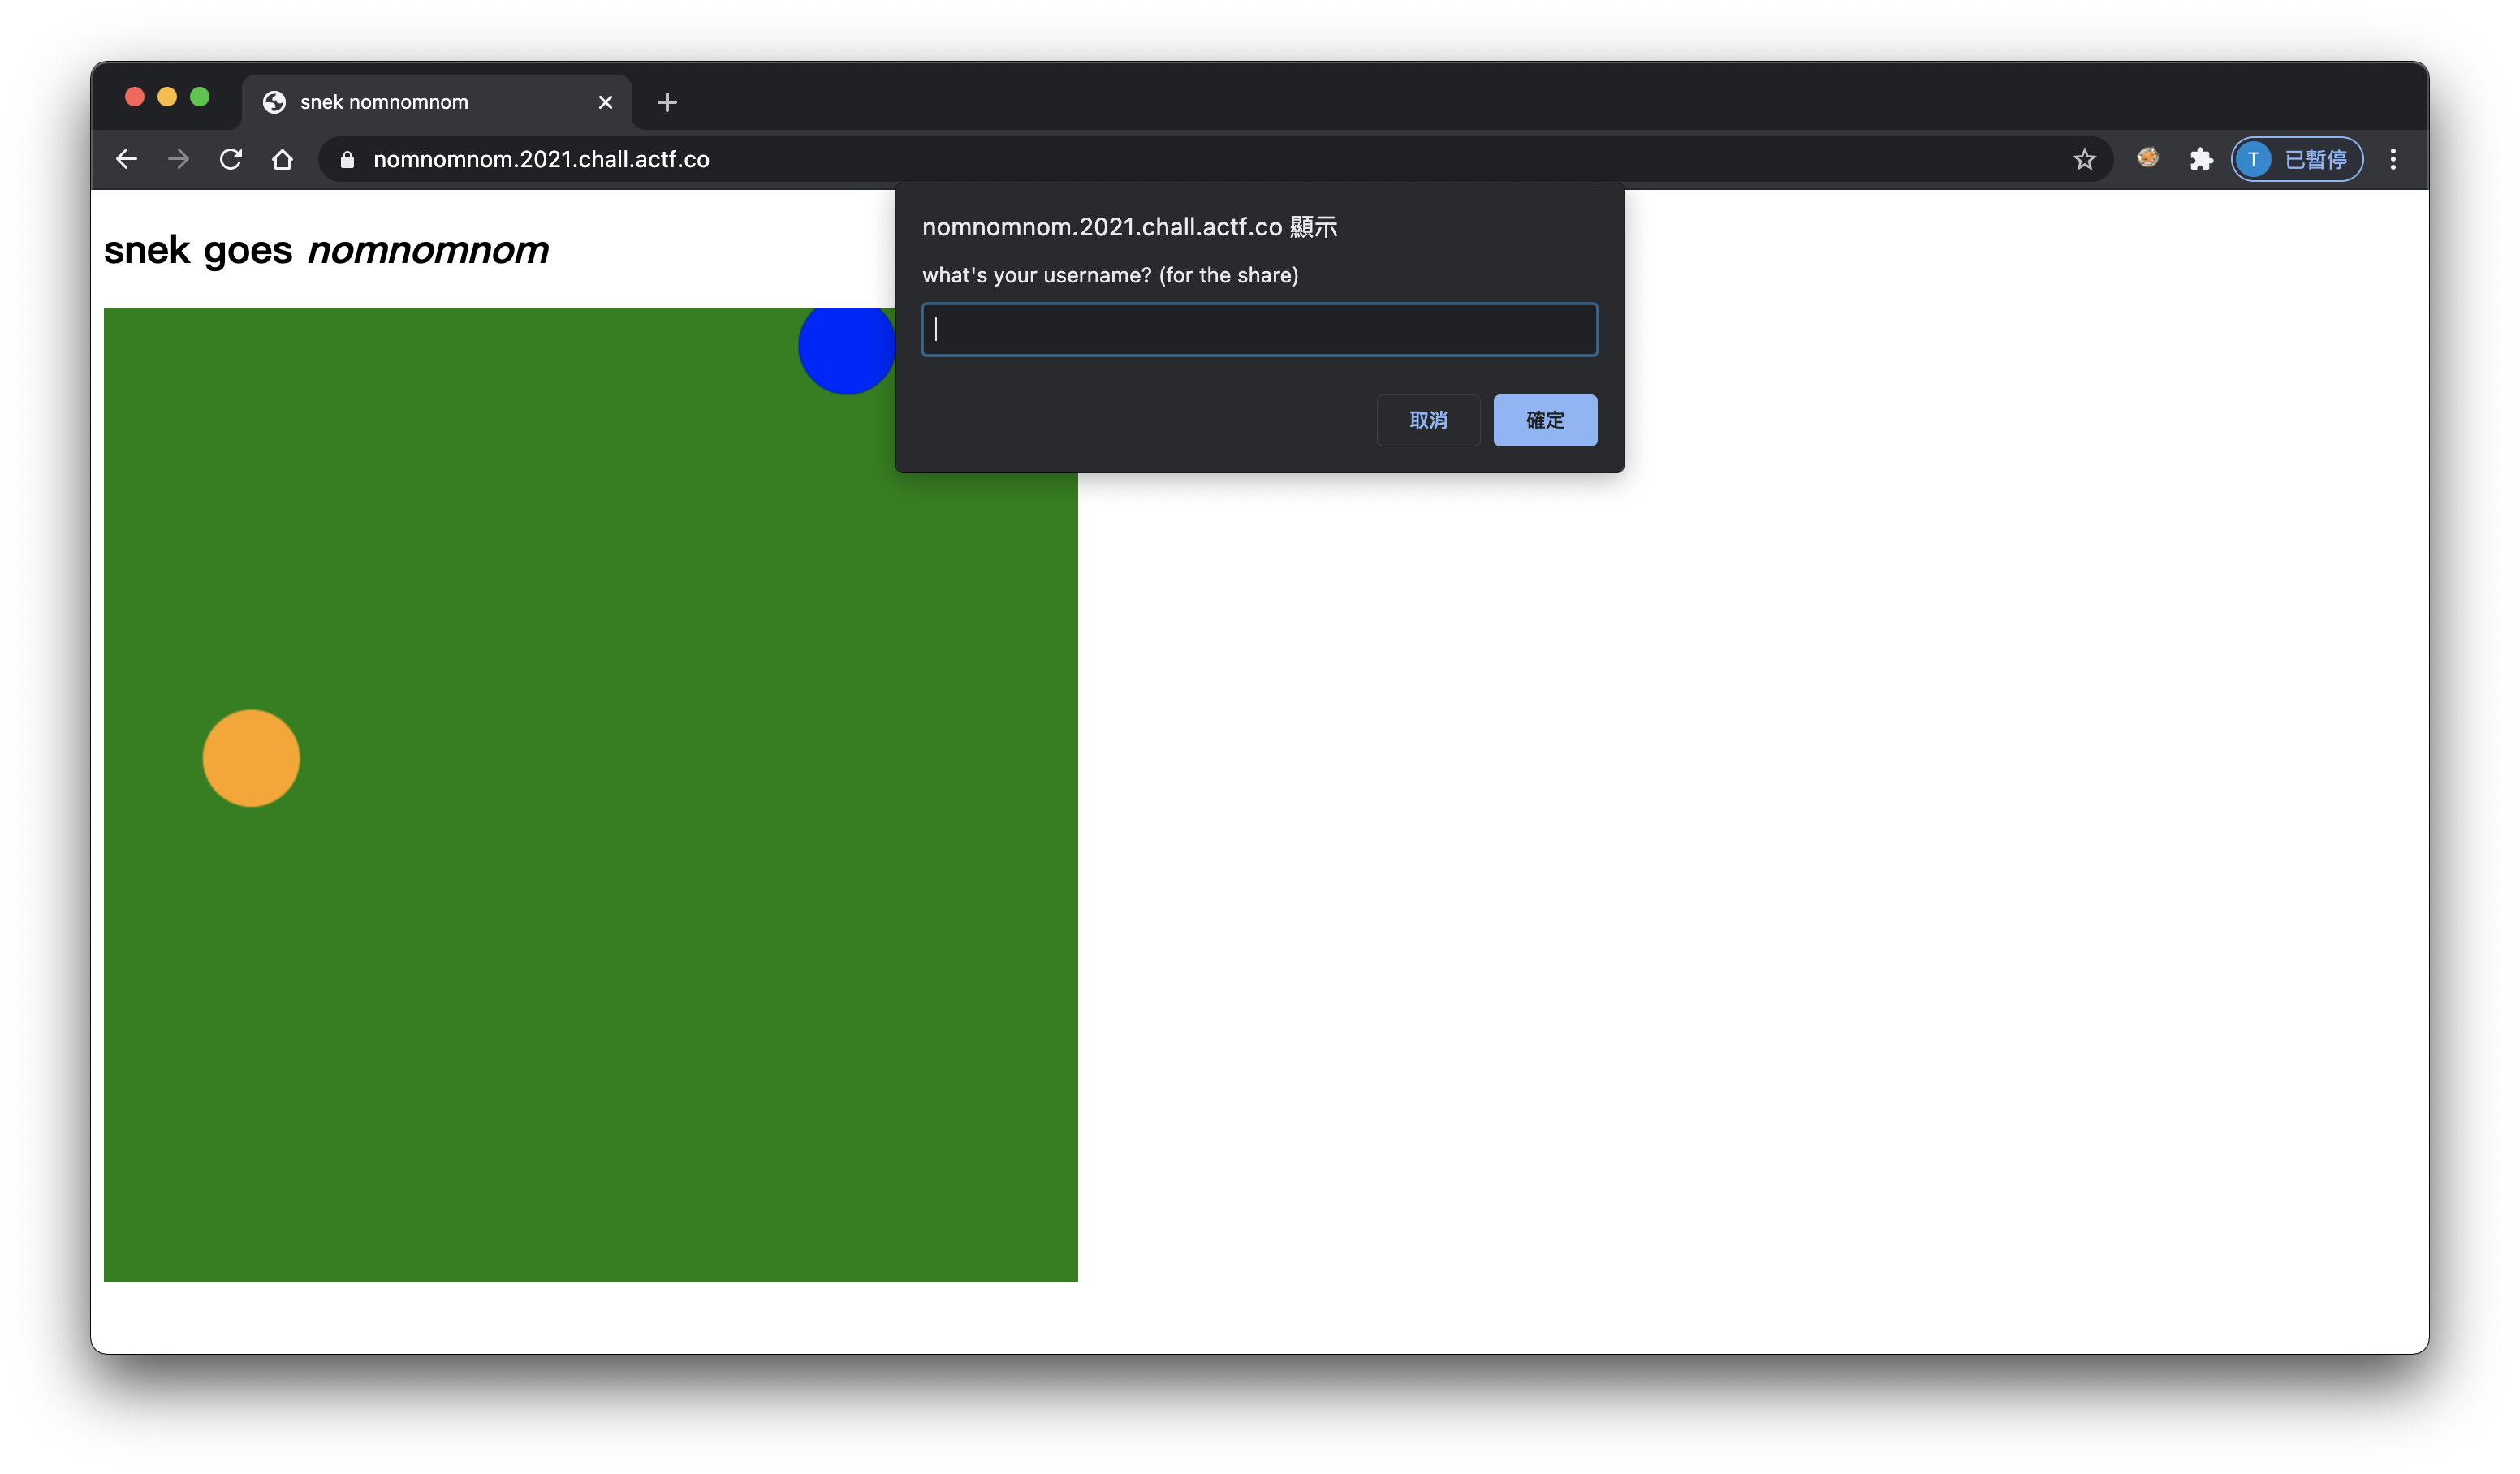 snek nomnomnom
nomnomnom.2021.chall.actf.co
T 已暫停
snek goes nomnomnom
nomnomnom.2021.chall.actf.co 顯示
what's your username? (for the share)
取消
確定